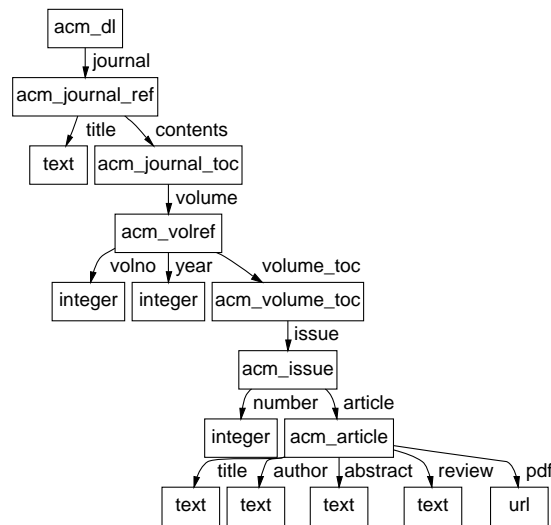 acm_dl
journal
acm_journal_ref
title contents
text acm_journal_toc
volume
acm_volref
volno year volume_toc
integer integer acm_volume_toc
issue
acm_issue
number article
integer acm_article
title author abstract review pdf
text text text text url